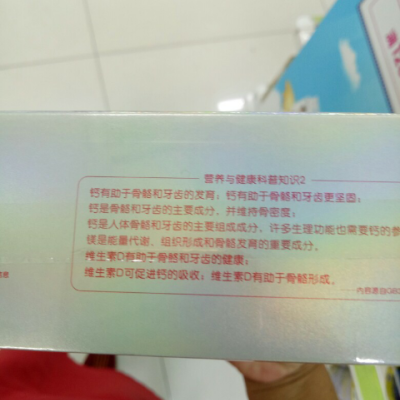 营养与健康科普知识2
钙有助于骨骼和牙齿的发育；钙有助于骨骼和牙齿更坚固；
钙是骨骼和牙齿的主要成分，并维持骨密度；
钙是人体骨骼和牙齿的主要组成成分，许多生理功能也需要钙的参
镁是能量代谢、组织形成和骨骼发育的重要成分。
维生素D有助于骨骼和牙齿的健康；
维生素D可促进钙的吸收；维生素D有助于骨骼形成。